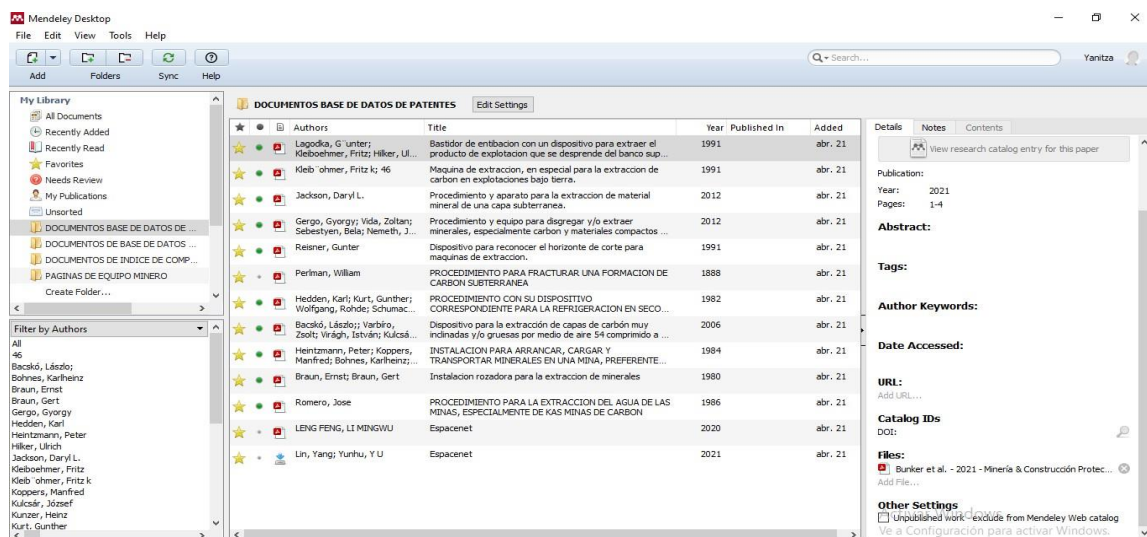 Mendeley Desktop
File Edit View Tools Help
Add Folders Sync Help
Search...
Yanitza
My Library
All Documents
Recently Added
Recently Read
Favorites
Needs Review
My Publications
Unsorted
DOCUMENTOS BASE DE DATOS DE ...
DOCUMENTOS DE BASE DE DATOS ...
DOCUMENTOS DE INDICE DE COMP...
PAGINAS DE EQUIPO MINERO
Create Folder...
Filter by Authors
All
46
Bacskó, Lászlo;
Bohnes, Karlheinz
Braun, Ernst
Braun, Gert
Gergo, Gyorgy
Hedden, Karl
Heintzmann, Peter
Hilker, Ulrich
Jackson, Daryl L.
Kleiboehmer, Fritz
Kleib¨ohmer, Fritz k
Koppers, Manfred
Kulcsár, József
Kunzer, Heinz
Kurt, Gunther
DOCUMENTOS BASE DE DATOS DE PATENTES Edit Settings
Authors Title Year Published In Added
Lagodka, G¨unter; Bastidor de entibacion con un dispositivo para extraer el 1991 abr. 21
Kleiboehmer, Fritz; Hilker, Ul... producto de explotacion que se desprende del banco sup...
Kleib¨ohmer, Fritz k; 46 Maquina de extraccion, en especial para la extraccion de 1991 abr. 21
carbon en explotaciones bajo tierra.
Jackson, Daryl L. Procedimiento y aparato para la extraccion de material 2012 abr. 21
mineral de una capa subterranea.
Gergo, Gyorgy; Vida, Zoltan; Procedimiento y equipo para disgregar y/o extraer 2012 abr. 21
Sebestyen, Bela; Nemeth, J... minerales, especialmente carbon y materiales compactos ...
Reisner, Gunter Dispositivo para reconocer el horizonte de corte para 1991 abr. 21
maquinas de extraccion.
Perlman, William PROCEDIMIENTO PARA FRACTURAR UNA FORMACION DE 1888 abr. 21
CARBON SUBTERRANEA
Hedden, Karl; Kurt, Gunther; PROCEDIMIENTO CON SU DISPOSITIVO 1982 abr. 21
Wolfgang, Rohde; Schumac... CORRESPONDIENTE PARA LA REFRIGERACION EN SECO...
Bacskó, Lászlo;; Varbíro, Dispositivo para la extracción de capas de carbón muy 2006 abr. 21
Zsolt; Virágh, István; Kulcsá... inclinadas y/o gruesas por medio de aire 54 comprimido a ...
Heintzmann, Peter; Koppers, INSTALACION PARA ARRANCAR, CARGAR Y 1984 abr. 21
Manfred; Bohnes, Karlheinz;... TRANSPORTAR MINERALES EN UNA MINA, PREFERENTE...
Braun, Ernst; Braun, Gert Instalacion rozadora para la extraccion de minerales 1980 abr. 21
Romero, Jose PROCEDIMIENTO PARA LA EXTRACCION DEL AGUA DE LAS 1986 abr. 21
MINAS, ESPECIALMENTE DE KAS MINAS DE CARBON
LENG FENG, LI MINGWU Espacenet 2020 abr. 21
Lin, Yang; Yunhu, Y U Espacenet 2021 abr. 21
Details Notes Contents
View research catalog entry for this paper
Publication:
Year: 2021
Pages: 1-4
Abstract:
Tags:
Author Keywords:
Date Accessed:
URL:
Add URL...
Catalog IDs
DOI:
Files:
Bunker et al. - 2021 - Minería & Construcción Protec...
Add File...
Other Settings
Activar Windows
Unpublished work - exclude from Mendeley Web catalog
Ve a Configuración para activar Windows.